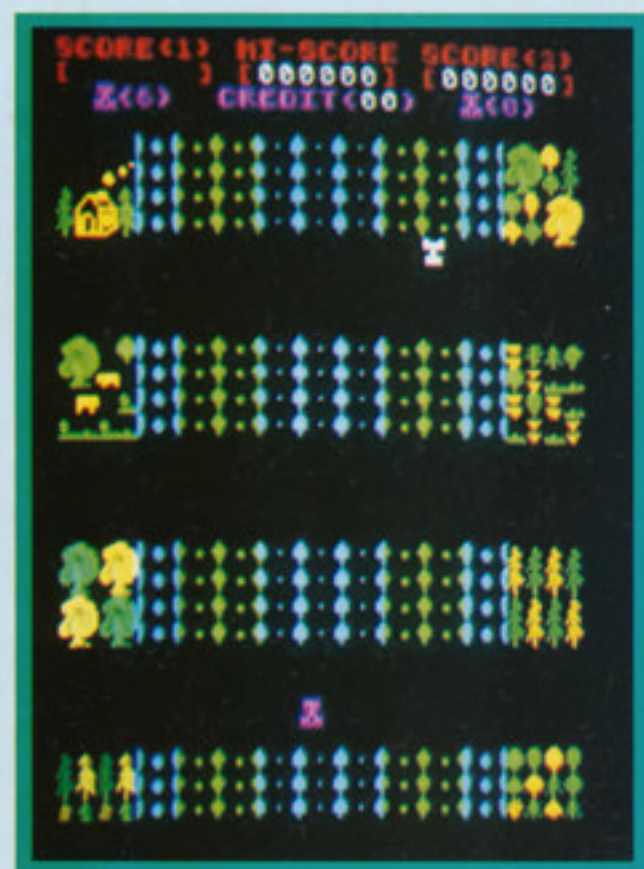 SCORE(1) HI-SCORE SCORE(2)
[ ] [000000] [000000]
(6) CREDIT(00) (0)